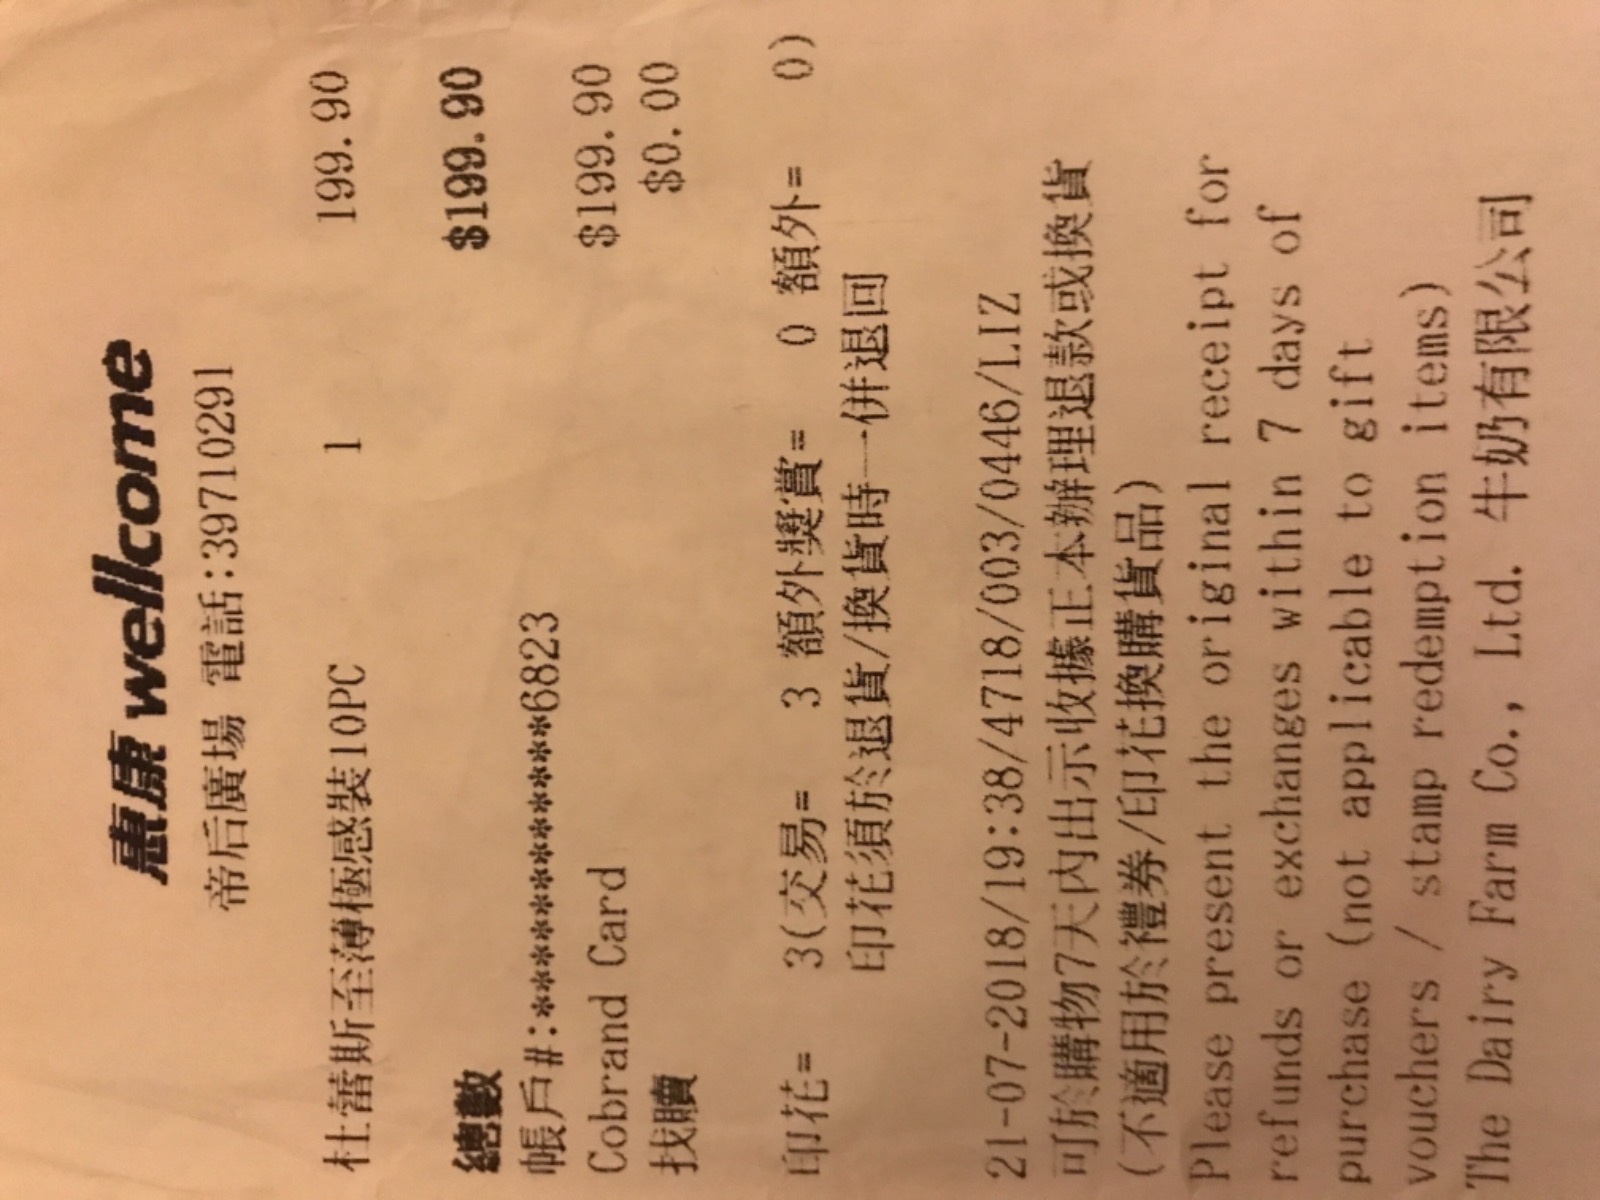 惠康 wellcome
帝后廣場 電話:39710291
杜蕾斯至薄極感裝10PC 1 199.90
總數 $199.90
帳戶#:************6823
Cobrand Card $199.90
找贖 $0.00
印花= 3(交易= 3 額外獎賞= 0 額外= 0)
印花須於退貨/換貨時一併退回
21-07-2018/19:38/4718/003/0446/LIZ
可於購物7天內出示收據正本辦理退款或換貨
(不適用於禮券/印花換購貨品)
Please present the original receipt for
refunds or exchanges within 7 days of
purchase (not applicable to gift
vouchers / stamp redemption items)
The Dairy Farm Co., Ltd. 牛奶有限公司